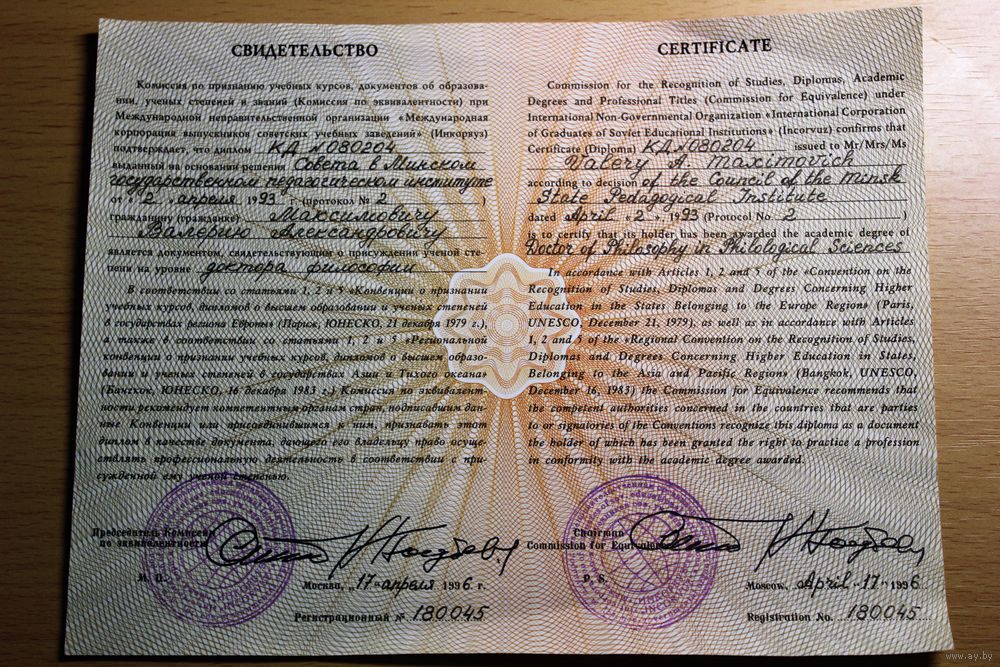 СВИДЕТЕЛЬСТВО
Комиссия по признанию учебных курсов, документов об образова-
нии, ученых степеней и званий (Комиссия по эквивалентности) при
Международной неправительственной организации «Международная
корпорация выпускников советских учебных заведений» (Инкорвуз)
подтверждает, что диплом КД №080204
выданный на основании решения Совета в Минском
государственном педагогическом институте
от „2„ апреля 1993 г. (протокол № 2 )
гражданину (гражданке) Максимовичу
Валерию Александровичу
является документом, свидетельствующим о присуждении ученой сте-
пени на уровне доктора философии
В соответствии со статьями 1, 2 и 5 «Конвенции о признании
учебных курсов, дипломов о высшем образовании и ученых степеней
в государствах региона Европы» (Париж, ЮНЕСКО, 21 декабря 1979 г.),
а также в соответствии со статьями 1, 2 и 5 «Региональной
конвенции о признании учебных курсов, дипломов о высшем образо-
вании и ученых степеней в государствах Азии и Тихого океана»
(Бангкок, ЮНЕСКО, 16 декабря 1983 г.) Комиссия по эквивалент-
ности рекомендует компетентным органам стран, подписавшим дан-
ные Конвенции или присоединившимся к ним, признавать этот
диплом в качестве документа, дающего его владельцу право осуще-
ствлять профессиональную деятельность в соответствии с при-
сужденной ему ученой степенью.
Председатель Комиссии
по эквивалентности
М. П.
Москва, „17„ апреля 1996 г.
Регистрационный № 180045
CERTIFICATE
Commission for the Recognition of Studies, Diplomas, Academic
Degrees and Professional Titles (Commission for Equivalence) under
International Non-Governmental Organization «International Corporation
of Graduates of Soviet Educational Institutions» (Incorvuz) confirms that
Certificate (Diploma) КД №080204 issued to Mr/Mrs/Ms
Valery A. Maximovich
according to decision of the Council of the Minsk
State Pedagogical Institute
dated April „2„, 1993 (Protocol No. 2 )
is to certify that its holder has been awarded the academic degree of
Doctor of Philosophy in Philological Sciences
In accordance with Articles 1, 2 and 5 of the «Convention on the
Recognition of Studies, Diplomas and Degrees Concerning Higher
Education in the States Belonging to the Europe Region» (Paris,
UNESCO, December 21, 1979), as well as in accordance with Articles
1, 2 and 5 of the «Regional Convention on the Recognition of Studies,
Diplomas and Degrees Concerning Higher Education in States,
Belonging to the Asia and Pacific Region» (Bangkok, UNESCO,
December 16, 1983) the Commission for Equivalence recommends that
the competent authorities concerned in the countries that are parties
to or signatories of the Conventions recognize this diploma as a document
the holder of which has been granted the right to practice a profession
in conformity with the academic degree awarded.
Chairman
Commission for Equivalence
P. S.
Moscow, April „17„ 1996
Registration No. 180045
www.ay.by